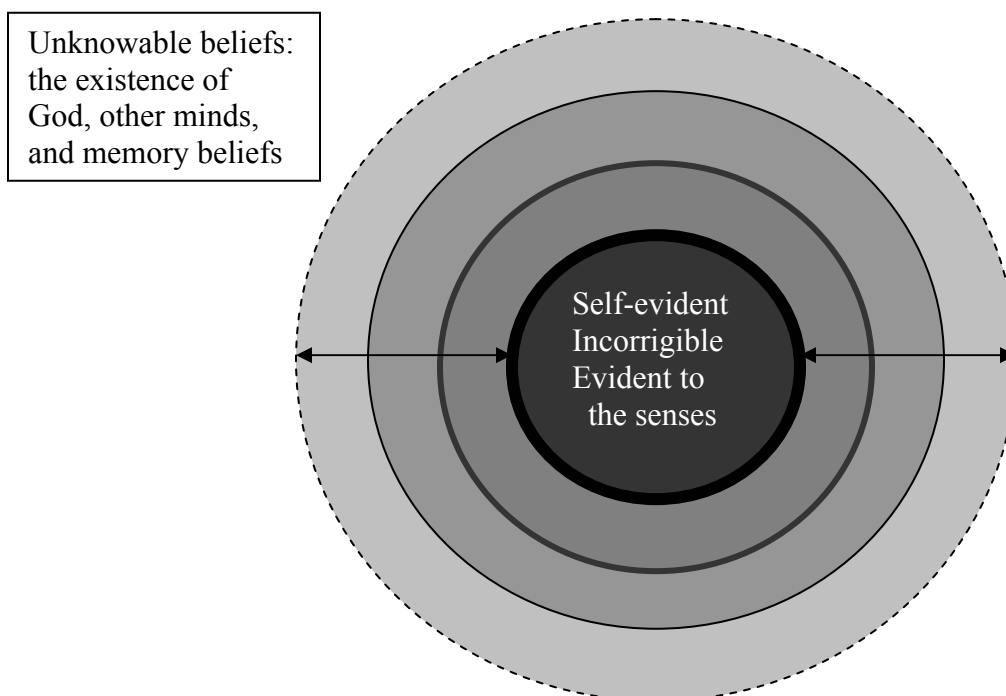 Unknowable beliefs:
the existence of
God, other minds,
and memory beliefs
Self-evident
Incorrigible
Evident to
the senses